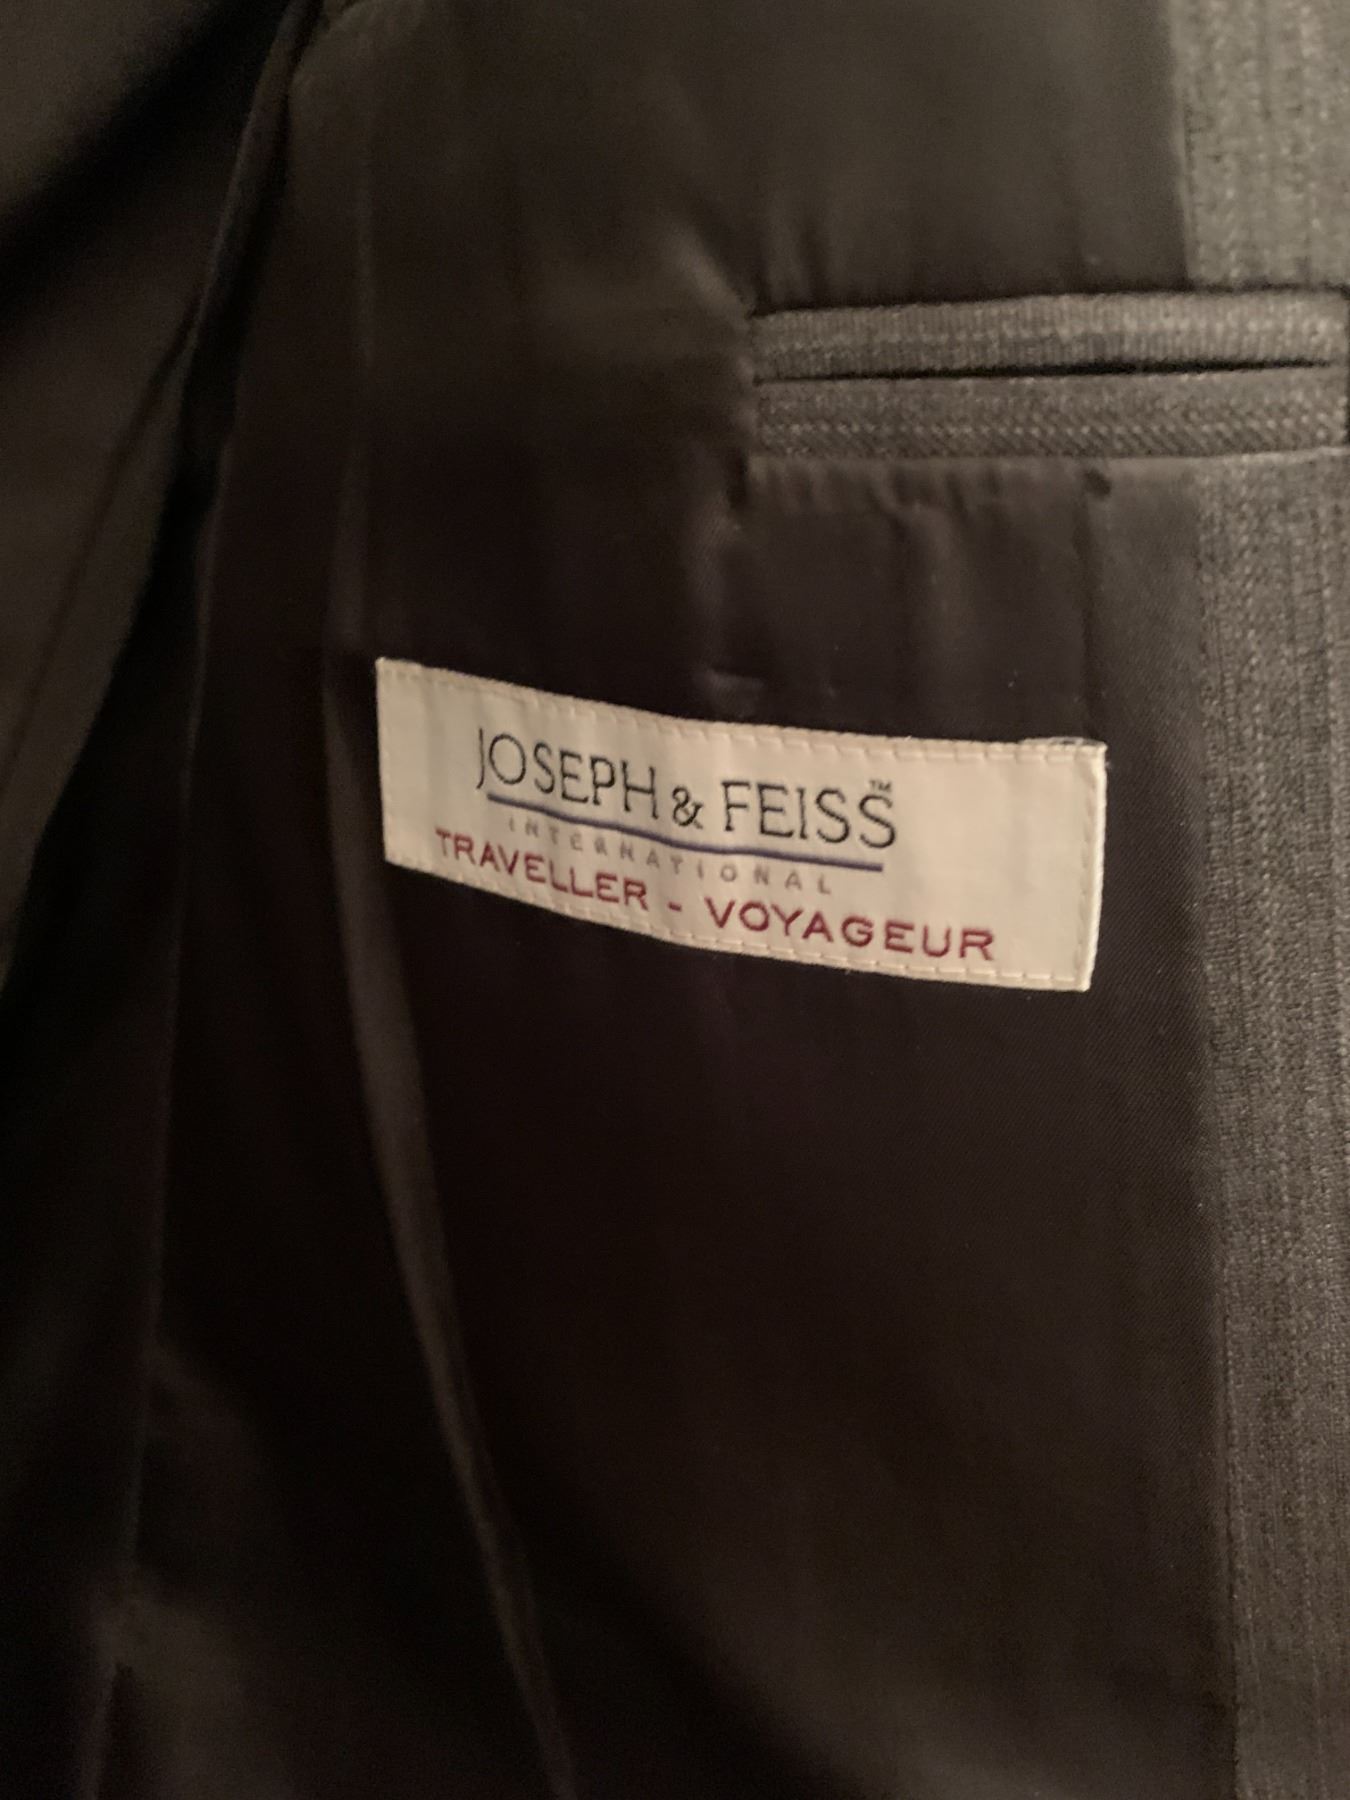 JOSEPH & FEISS™
INTERNATIONAL
TRAVELLER - VOYAGEUR